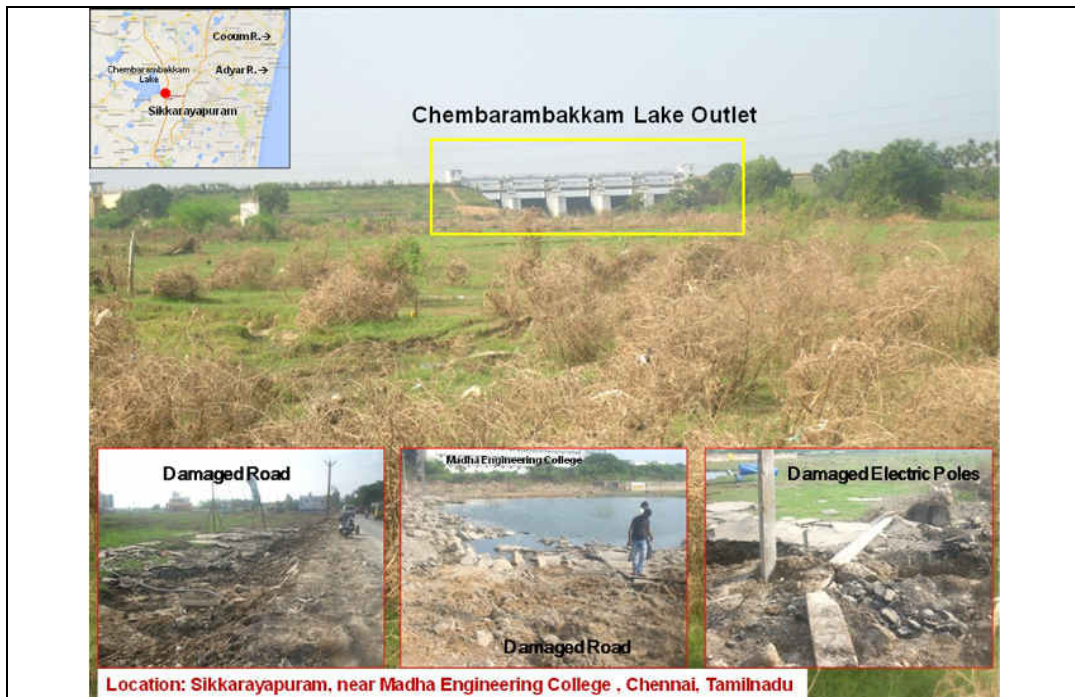 Cooum R.→
Chembarambakkam
Lake
Adyar R.→
Sikkarayapuram
Chembarambakkam Lake Outlet
Damaged Road
Madha Engineering College
Damaged Road
Damaged Electric Poles
Location: Sikkarayapuram, near Madha Engineering College , Chennai, Tamilnadu